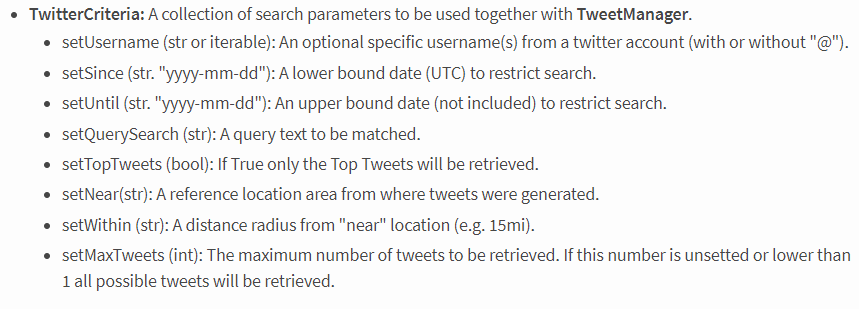 • TwitterCriteria: A collection of search parameters to be used together with TweetManager.
• setUsername (str or iterable): An optional specific username(s) from a twitter account (with or without "@").
• setSince (str. "yyyy-mm-dd"): A lower bound date (UTC) to restrict search.
• setUntil (str. "yyyy-mm-dd"): An upper bound date (not included) to restrict search.
• setQuerySearch (str): A query text to be matched.
• setTopTweets (bool): If True only the Top Tweets will be retrieved.
• setNear(str): A reference location area from where tweets were generated.
• setWithin (str): A distance radius from "near" location (e.g. 15mi).
• setMaxTweets (int): The maximum number of tweets to be retrieved. If this number is unsetted or lower than
1 all possible tweets will be retrieved.